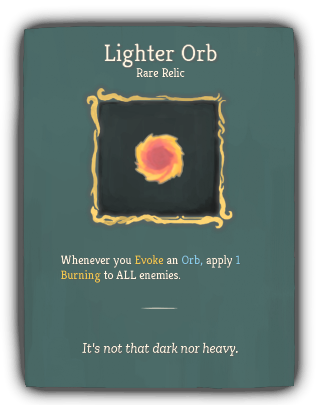 Lighter Orb
Rare Relic
Whenever you Evoke an Orb, apply 1
Burning to ALL enemies.
It's not that dark nor heavy.